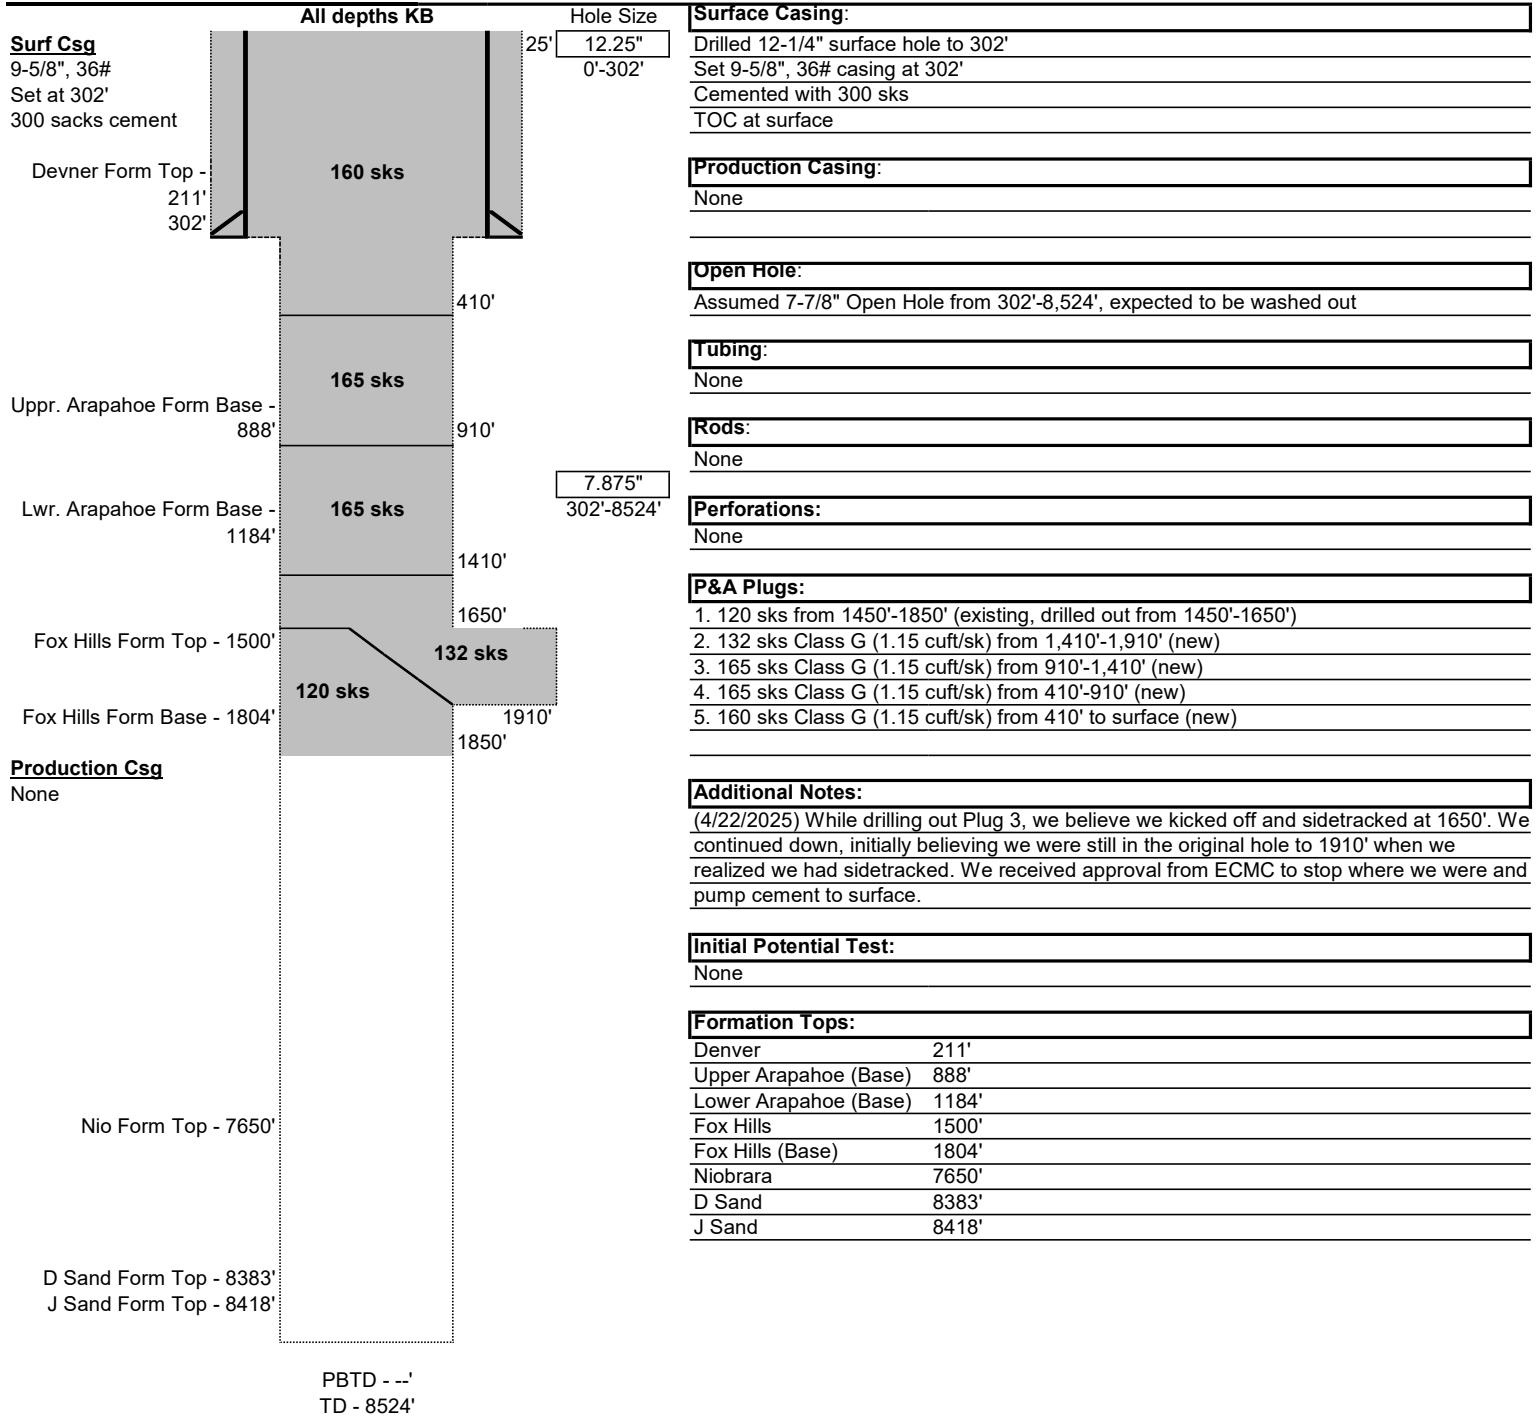 All depths KB
Hole Size
Surf Csg
9-5/8", 36#
Set at 302'
300 sacks cement
25'
12.25"
0'-302'
Devner Form Top -
211'
302'
160 sks
410'
165 sks
Uppr. Arapahoe Form Base -
888'
910'
7.875"
302'-8524'
Lwr. Arapahoe Form Base -
1184'
165 sks
1410'
1650'
Fox Hills Form Top - 1500'
132 sks
120 sks
Fox Hills Form Base - 1804'
1910'
1850'
Production Csg
None
Nio Form Top - 7650'
D Sand Form Top - 8383'
J Sand Form Top - 8418'
PBTD - --'
TD - 8524'
Surface Casing:
Drilled 12-1/4" surface hole to 302'
Set 9-5/8", 36# casing at 302'
Cemented with 300 sks
TOC at surface
Production Casing:
None
Open Hole:
Assumed 7-7/8" Open Hole from 302'-8,524', expected to be washed out
Tubing:
None
Rods:
None
Perforations:
None
P&A Plugs:
1. 120 sks from 1450'-1850' (existing, drilled out from 1450'-1650')
2. 132 sks Class G (1.15 cuft/sk) from 1,410'-1,910' (new)
3. 165 sks Class G (1.15 cuft/sk) from 910'-1,410' (new)
4. 165 sks Class G (1.15 cuft/sk) from 410'-910' (new)
5. 160 sks Class G (1.15 cuft/sk) from 410' to surface (new)
Additional Notes:
(4/22/2025) While drilling out Plug 3, we believe we kicked off and sidetracked at 1650'. We
continued down, initially believing we were still in the original hole to 1910' when we
realized we had sidetracked. We received approval from ECMC to stop where we were and
pump cement to surface.
Initial Potential Test:
None
Formation Tops:
Denver 211'
Upper Arapahoe (Base) 888'
Lower Arapahoe (Base) 1184'
Fox Hills 1500'
Fox Hills (Base) 1804'
Niobrara 7650'
D Sand 8383'
J Sand 8418'